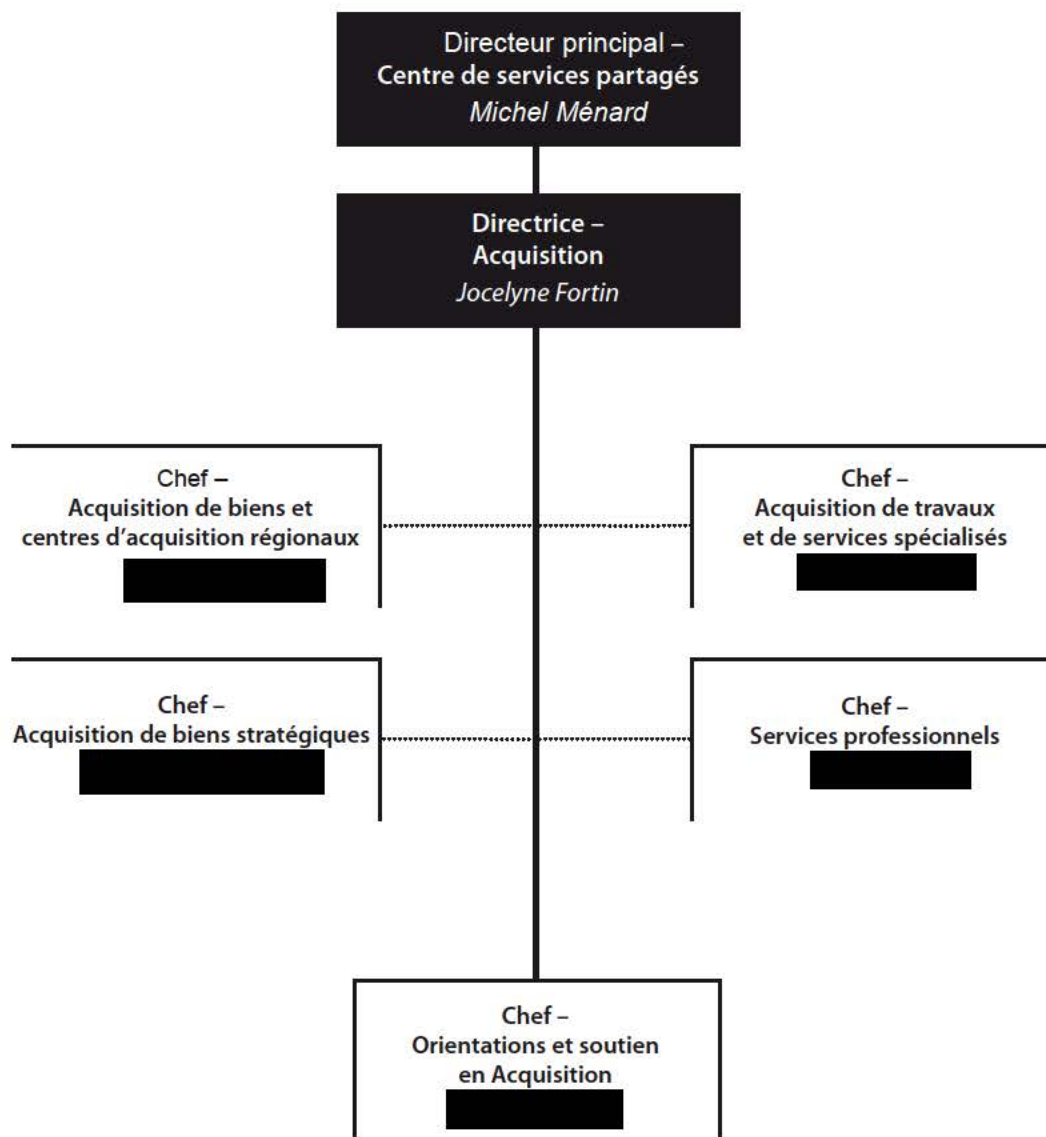 Directeur principal –
Centre de services partagés
Michel Ménard
Directrice –
Acquisition
Jocelyne Fortin
Chef –
Acquisition de biens et
centres d’acquisition régionaux
Chef –
Acquisition de travaux
et de services spécialisés
Chef –
Acquisition de biens stratégiques
Chef –
Services professionnels
Chef –
Orientations et soutien
en Acquisition